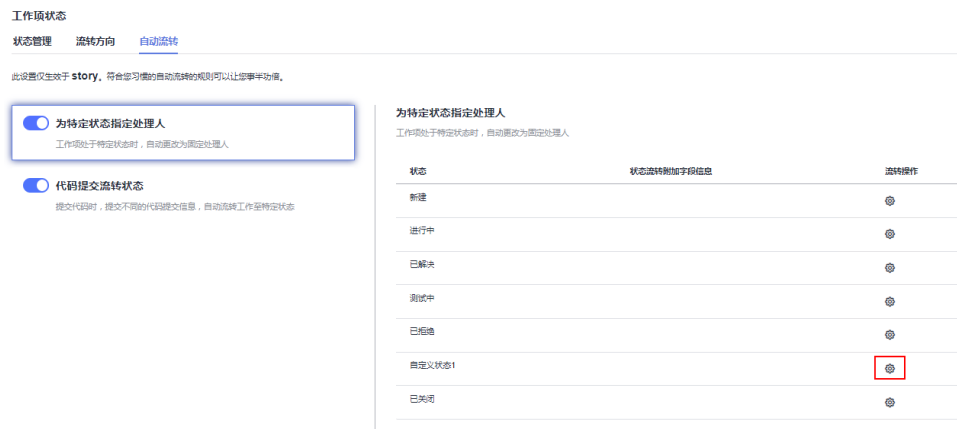 工作项状态
状态管理 流转方向 自动流转
此设置仅生效于 story。符合您习惯的自动流转的规则可以让您事半功倍。
为特定状态指定处理人
工作项处于特定状态时，自动更改为固定处理人
代码提交流转状态
提交代码时，提交不同的代码提交信息，自动流转工作至特定状态
为特定状态指定处理人
工作项处于特定状态时，自动更改为固定处理人
状态 状态流转附加字段信息 流转操作
新建
进行中
已解决
测试中
已拒绝
自定义状态1
已关闭